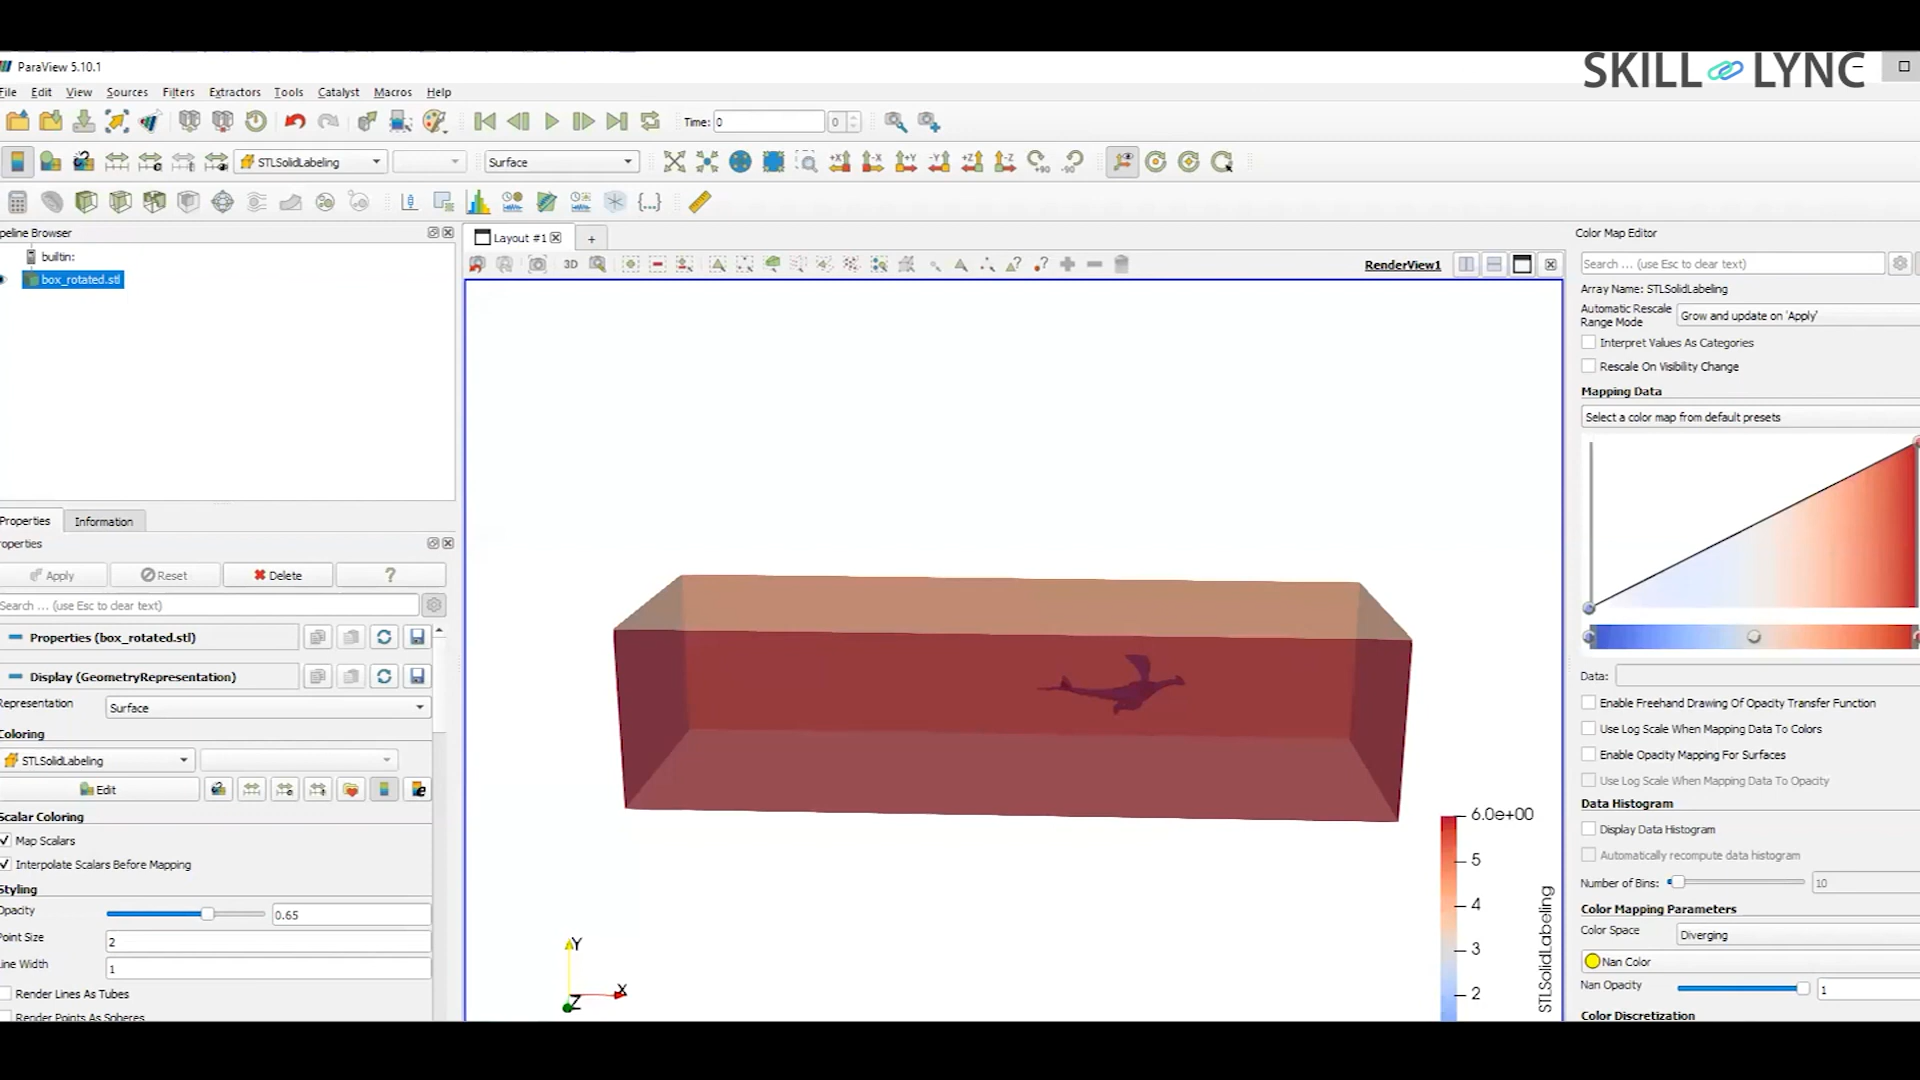 SKILL LYNC
ParaView 5.10.1
File Edit View Sources Filters Extractors Tools Catalyst Macros Help
Time: 0 0
STLSolidLabeling Surface
+X -X +Y -Y +Z -Z +90 -90
peline Browser
Layout #1 +
Color Map Editor
builtin:
box_rotated.stl
3D
RenderView1
Search ... (use Esc to clear text)
Array Name: STLSolidLabeling
Automatic Rescale
Range Mode
Grow and update on 'Apply'
Interpret Values As Categories
Rescale On Visibility Change
Mapping Data
Select a color map from default presets
Properties Information
operties
Apply Reset Delete ?
Search ... (use Esc to clear text)
Properties (box_rotated.stl)
Display (GeometryRepresentation)
Representation Surface
Coloring
STLSolidLabeling
Edit
Scalar Coloring
Map Scalars
Interpolate Scalars Before Mapping
Styling
Opacity 0.65
Point Size 2
Line Width 1
Render Lines As Tubes
Render Points As Spheres
Y
X
Z
6.0e+00
5
4
3
2
STLSolidLabeling
Data:
Enable Freehand Drawing Of Opacity Transfer Function
Use Log Scale When Mapping Data To Colors
Enable Opacity Mapping For Surfaces
Use Log Scale When Mapping Data To Opacity
Data Histogram
Display Data Histogram
Automatically recompute data histogram
Number of Bins: 10
Color Mapping Parameters
Color Space Diverging
Nan Color
Nan Opacity 1
Color Discretization